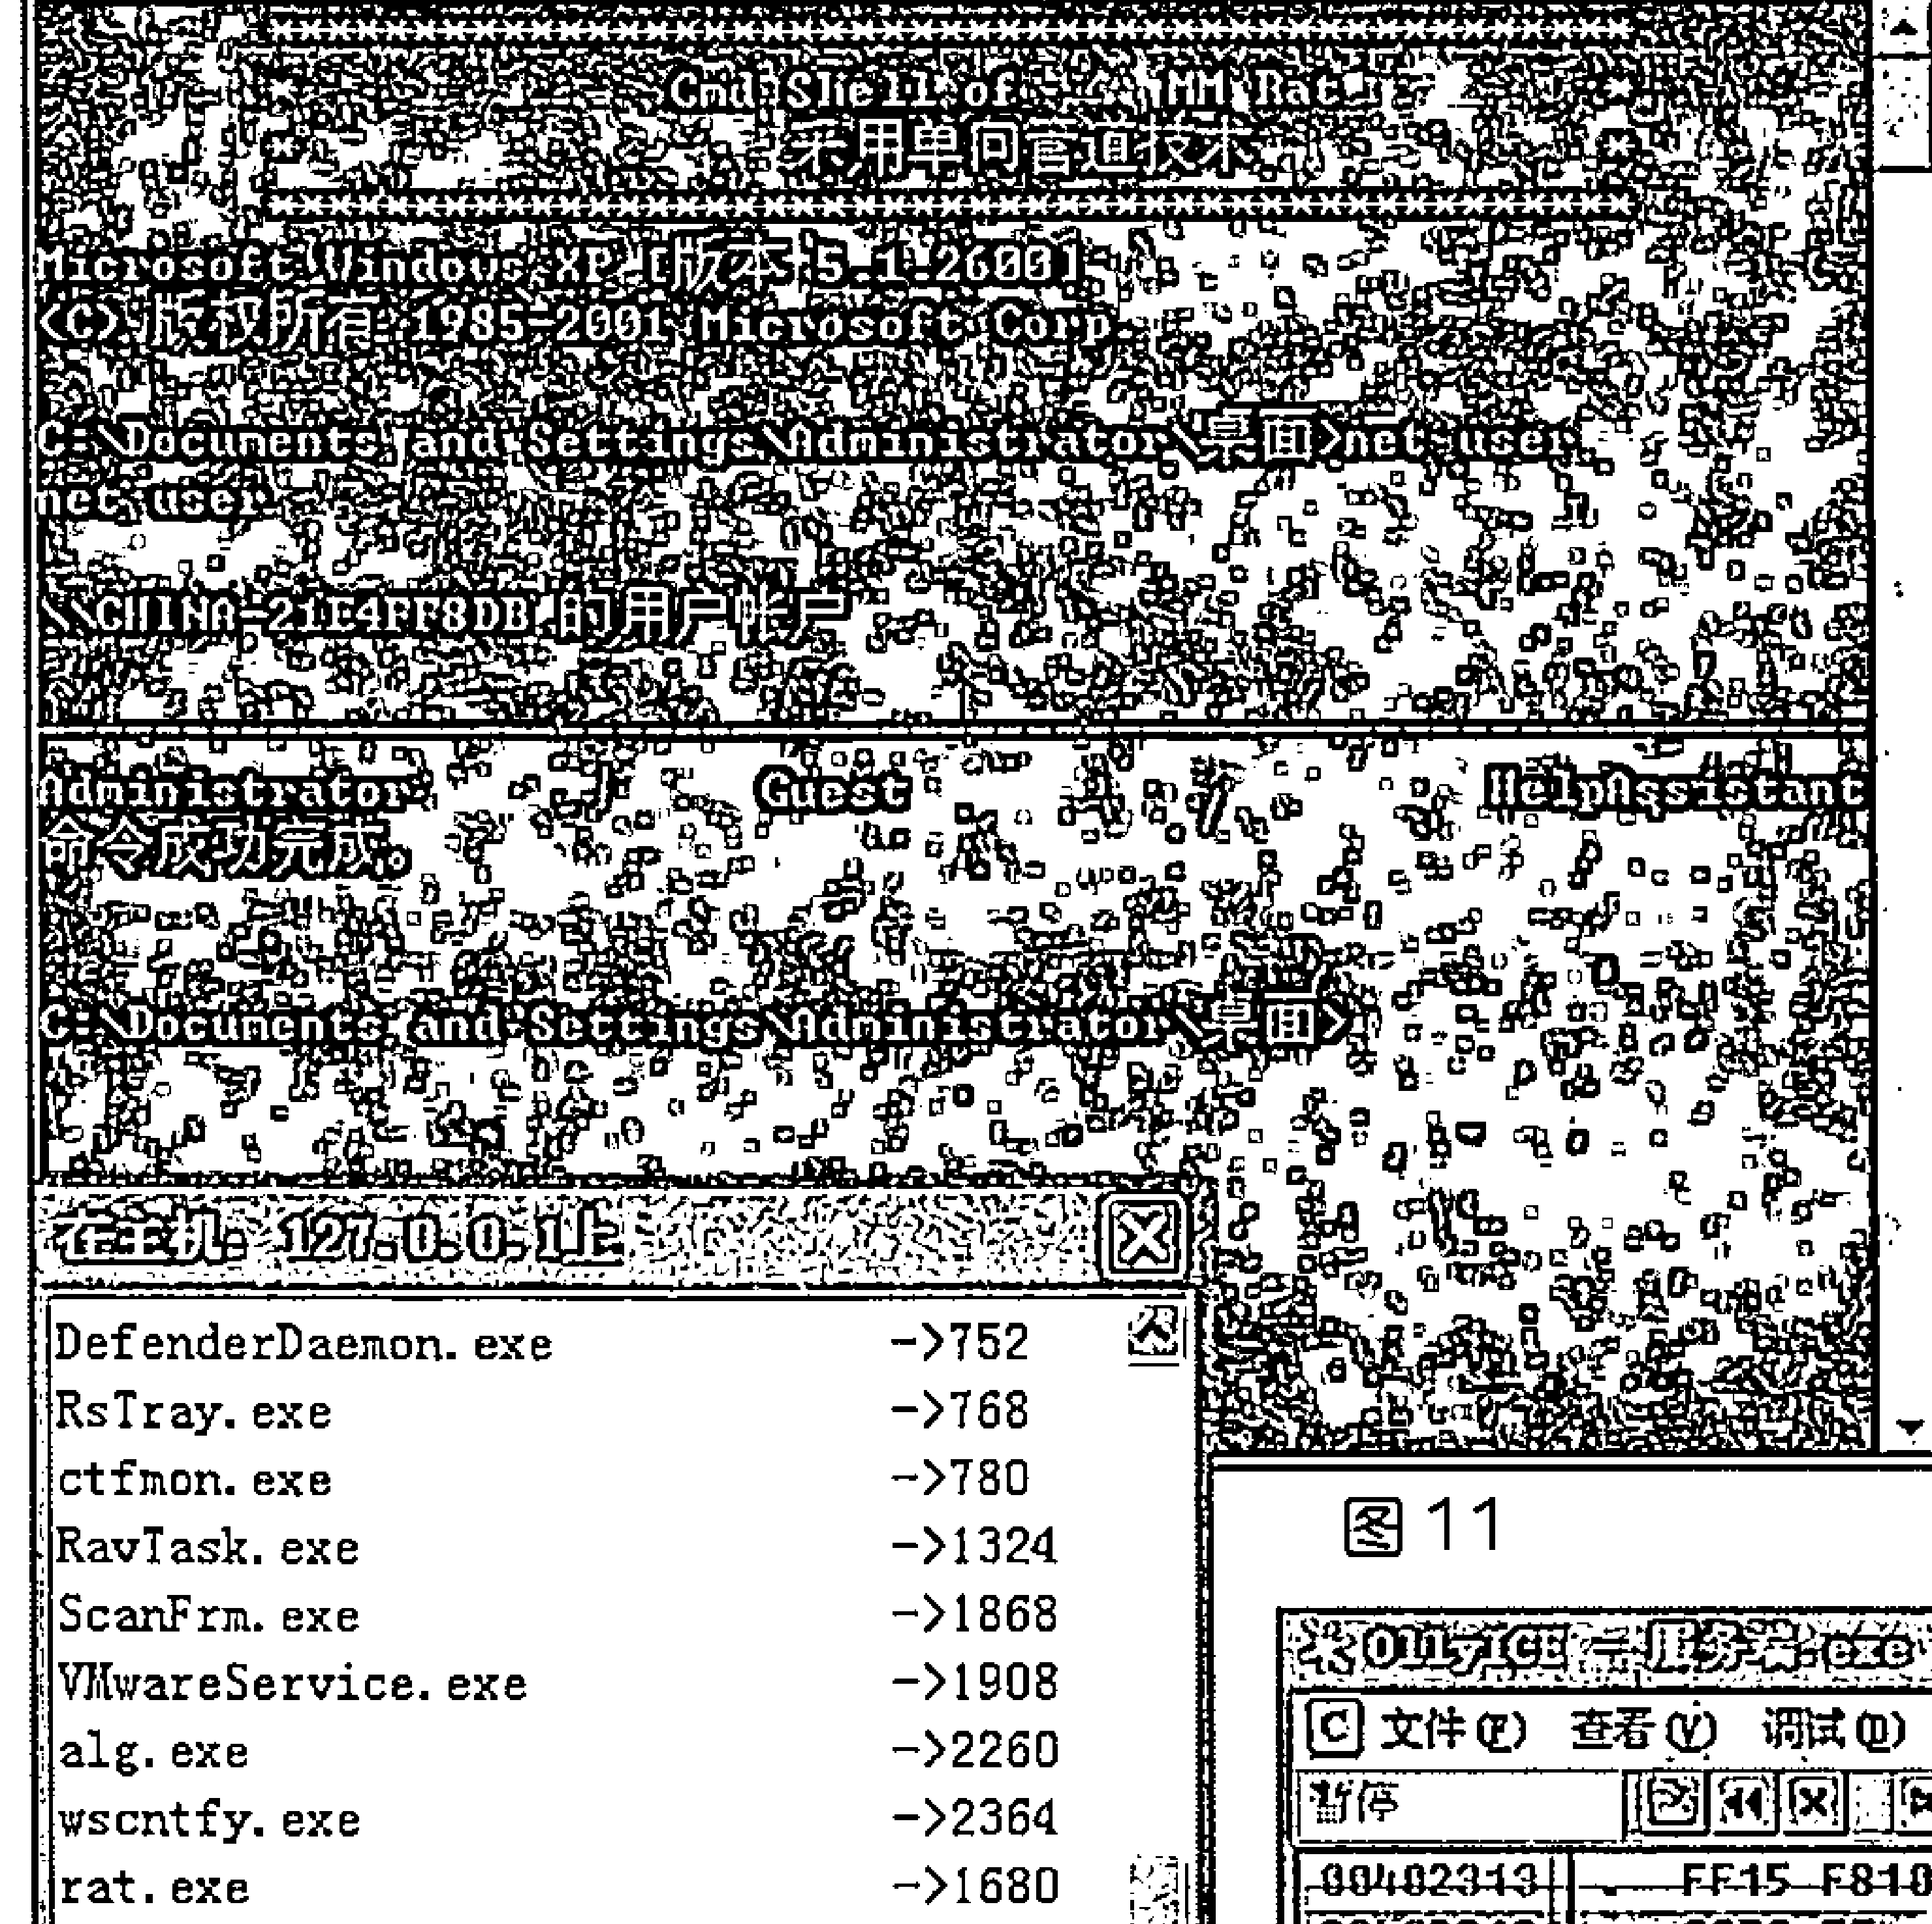 Cmd Shell of MM Rat
采用单向管道技术
Microsoft Windows XP [版本 5.1.2600]
<C> 版权所有 1985-2001 Microsoft Corp
C:\Documents and Settings\Administrator\桌面>net user
net user
\\CHINA-21E4FF8DB 的用户帐户
Administrator Guest HelpAssistant
命令成功完成。
C:\Documents and Settings\Administrator\桌面>
在主机: 127.0.0.1上
DefenderDaemon.exe ->752
RsTray.exe ->768
ctfmon.exe ->780
RavTask.exe ->1324
ScanFrm.exe ->1868
VMwareService.exe ->1908
alg.exe ->2260
wscntfy.exe ->2364
rat.exe ->1680
图 11
OllyICE - 服务端.exe
C 文件(F) 查看(V) 调试(D)
暂停
00402313 . FF15 F810